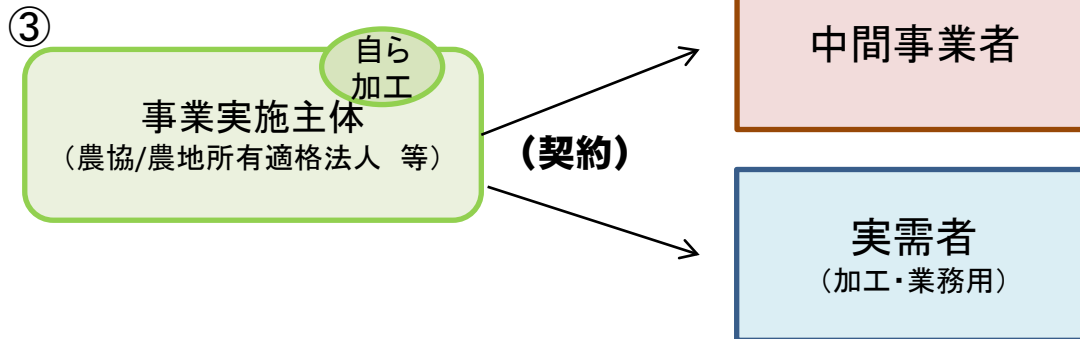 ③
自ら
加工
事業実施主体
（農協/農地所有適格法人　等）
（契約）
中間事業者
実需者
（加工・業務用）